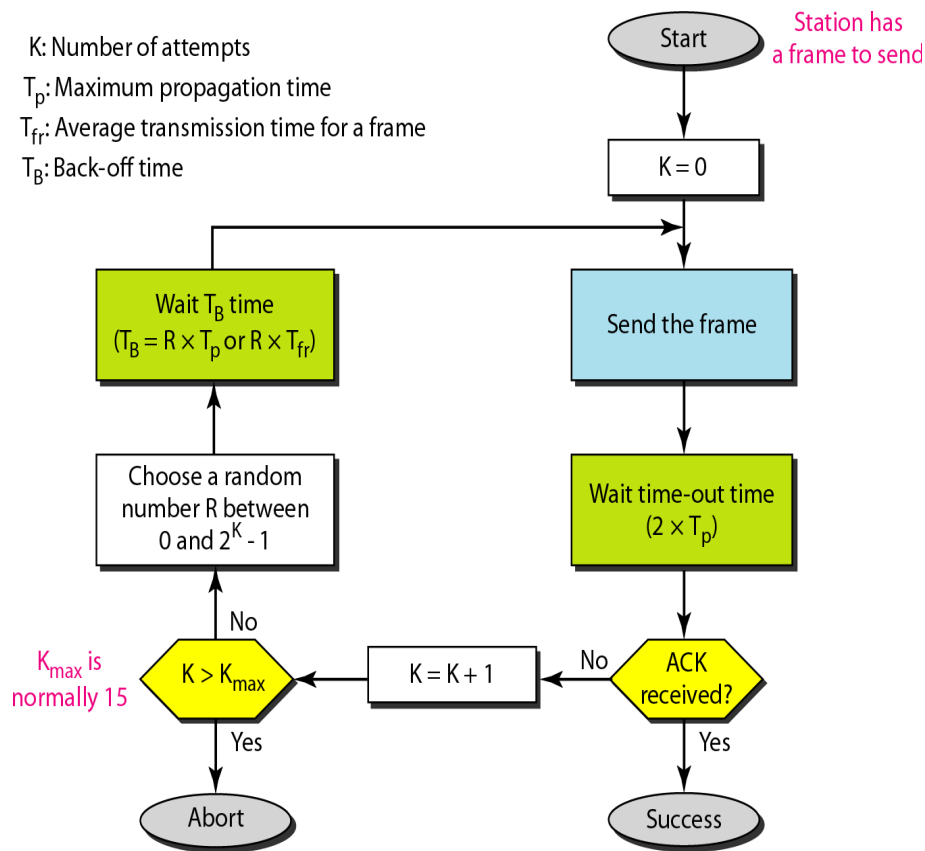 K: Number of attempts
Tp: Maximum propagation time
Tfr: Average transmission time for a frame
TB: Back-off time
Start
Station has
a frame to send
K = 0
Wait TB time
(TB = R × Tp or R × Tfr)
Send the frame
Choose a random
number R between
0 and 2^K - 1
Wait time-out time
(2 × Tp)
No
Kmax is
normally 15
K > Kmax
K = K + 1
No
ACK
received?
Yes
Yes
Abort
Success